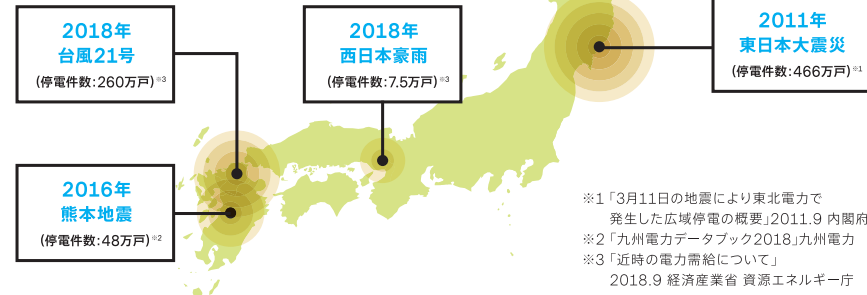 2018年
台風21号
(停電件数:260万戸)※3
2018年
西日本豪雨
(停電件数:7.5万戸)※3
2011年
東日本大震災
(停電件数:466万戸)※1
2016年
熊本地震
(停電件数:48万戸)※2
※1「3月11日の地震により東北電力で
発生した広域停電の概要」2011.9 内閣府
※2「九州電力データブック2018」九州電力
※3「近時の電力需給について」
2018.9 経済産業省 資源エネルギー庁